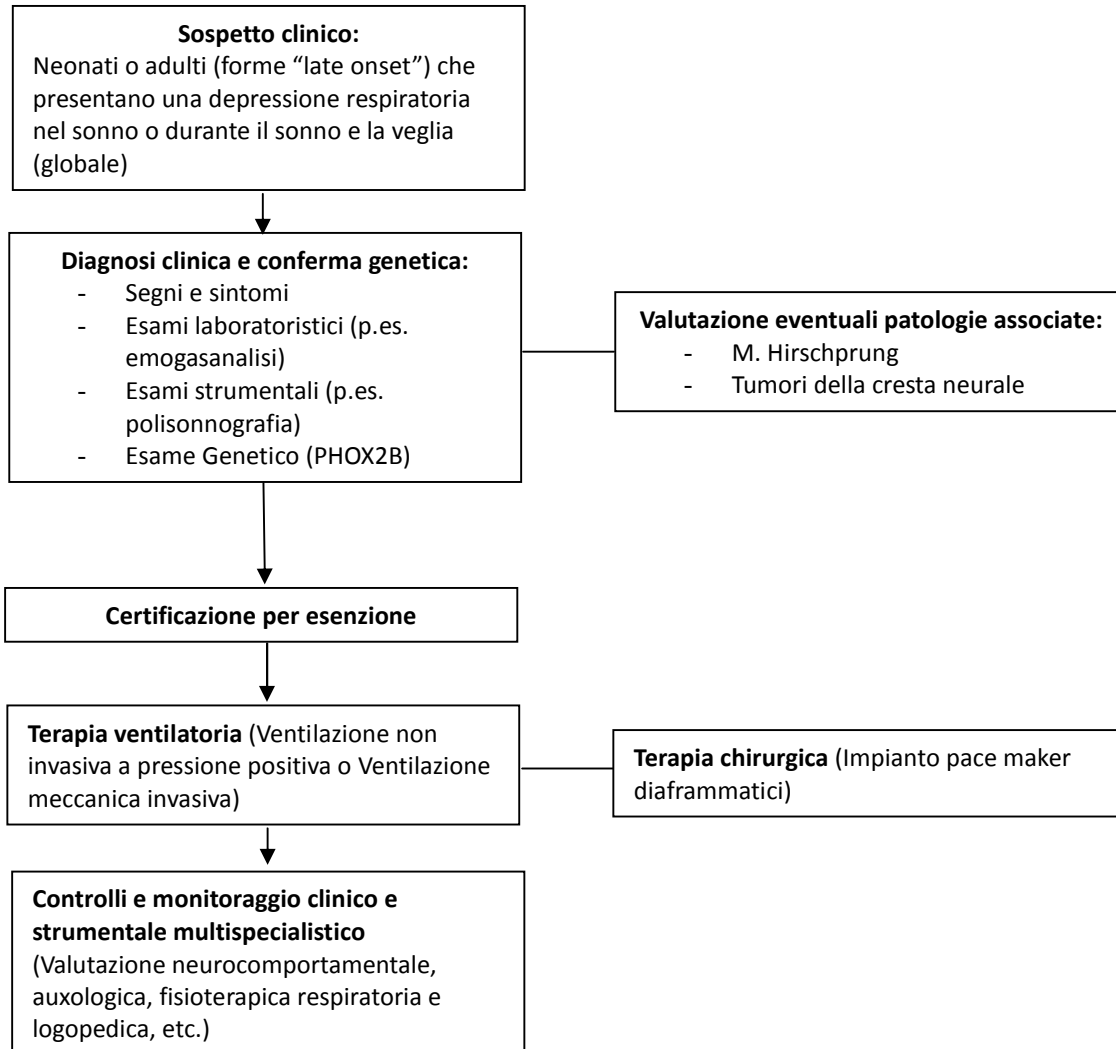 Sospetto clinico:
Neonati o adulti (forme “late onset”) che
presentano una depressione respiratoria
nel sonno o durante il sonno e la veglia
(globale)
Diagnosi clinica e conferma genetica:
- Segni e sintomi
- Esami laboratoristici (p.es.
emogasanalisi)
- Esami strumentali (p.es.
polisonnografia)
- Esame Genetico (PHOX2B)
Valutazione eventuali patologie associate:
- M. Hirschprung
- Tumori della cresta neurale
Certificazione per esenzione
Terapia ventilatoria (Ventilazione non
invasiva a pressione positiva o Ventilazione
meccanica invasiva)
Terapia chirurgica (Impianto pace maker
diaframmatici)
Controlli e monitoraggio clinico e
strumentale multispecialistico
(Valutazione neurocomportamentale,
auxologica, fisioterapica respiratoria e
logopedica, etc.)